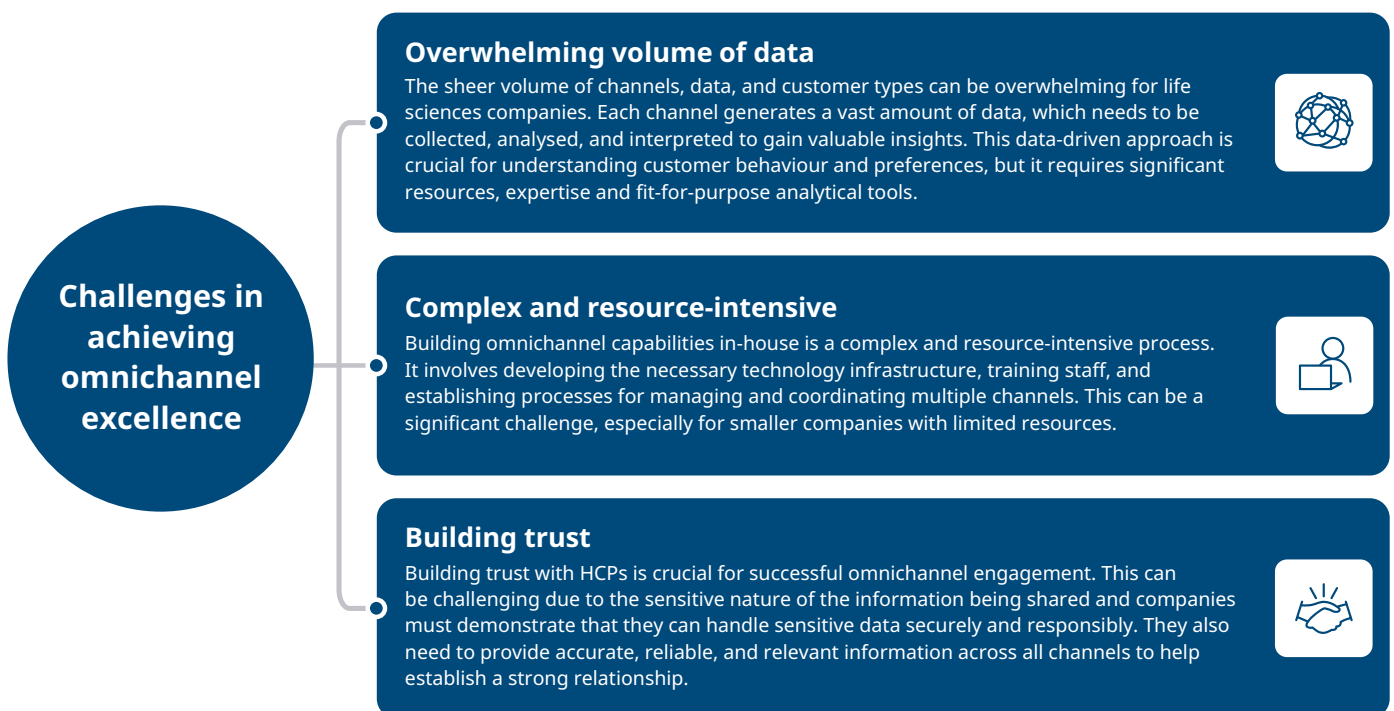 Challenges in
achieving
omnichannel
excellence
Overwhelming volume of data
The sheer volume of channels, data, and customer types can be overwhelming for life
sciences companies. Each channel generates a vast amount of data, which needs to be
collected, analysed, and interpreted to gain valuable insights. This data-driven approach is
crucial for understanding customer behaviour and preferences, but it requires significant
resources, expertise and fit-for-purpose analytical tools.
Complex and resource-intensive
Building omnichannel capabilities in-house is a complex and resource-intensive process.
It involves developing the necessary technology infrastructure, training staff, and
establishing processes for managing and coordinating multiple channels. This can be a
significant challenge, especially for smaller companies with limited resources.
Building trust
Building trust with HCPs is crucial for successful omnichannel engagement. This can
be challenging due to the sensitive nature of the information being shared and companies
must demonstrate that they can handle sensitive data securely and responsibly. They also
need to provide accurate, reliable, and relevant information across all channels to help
establish a strong relationship.